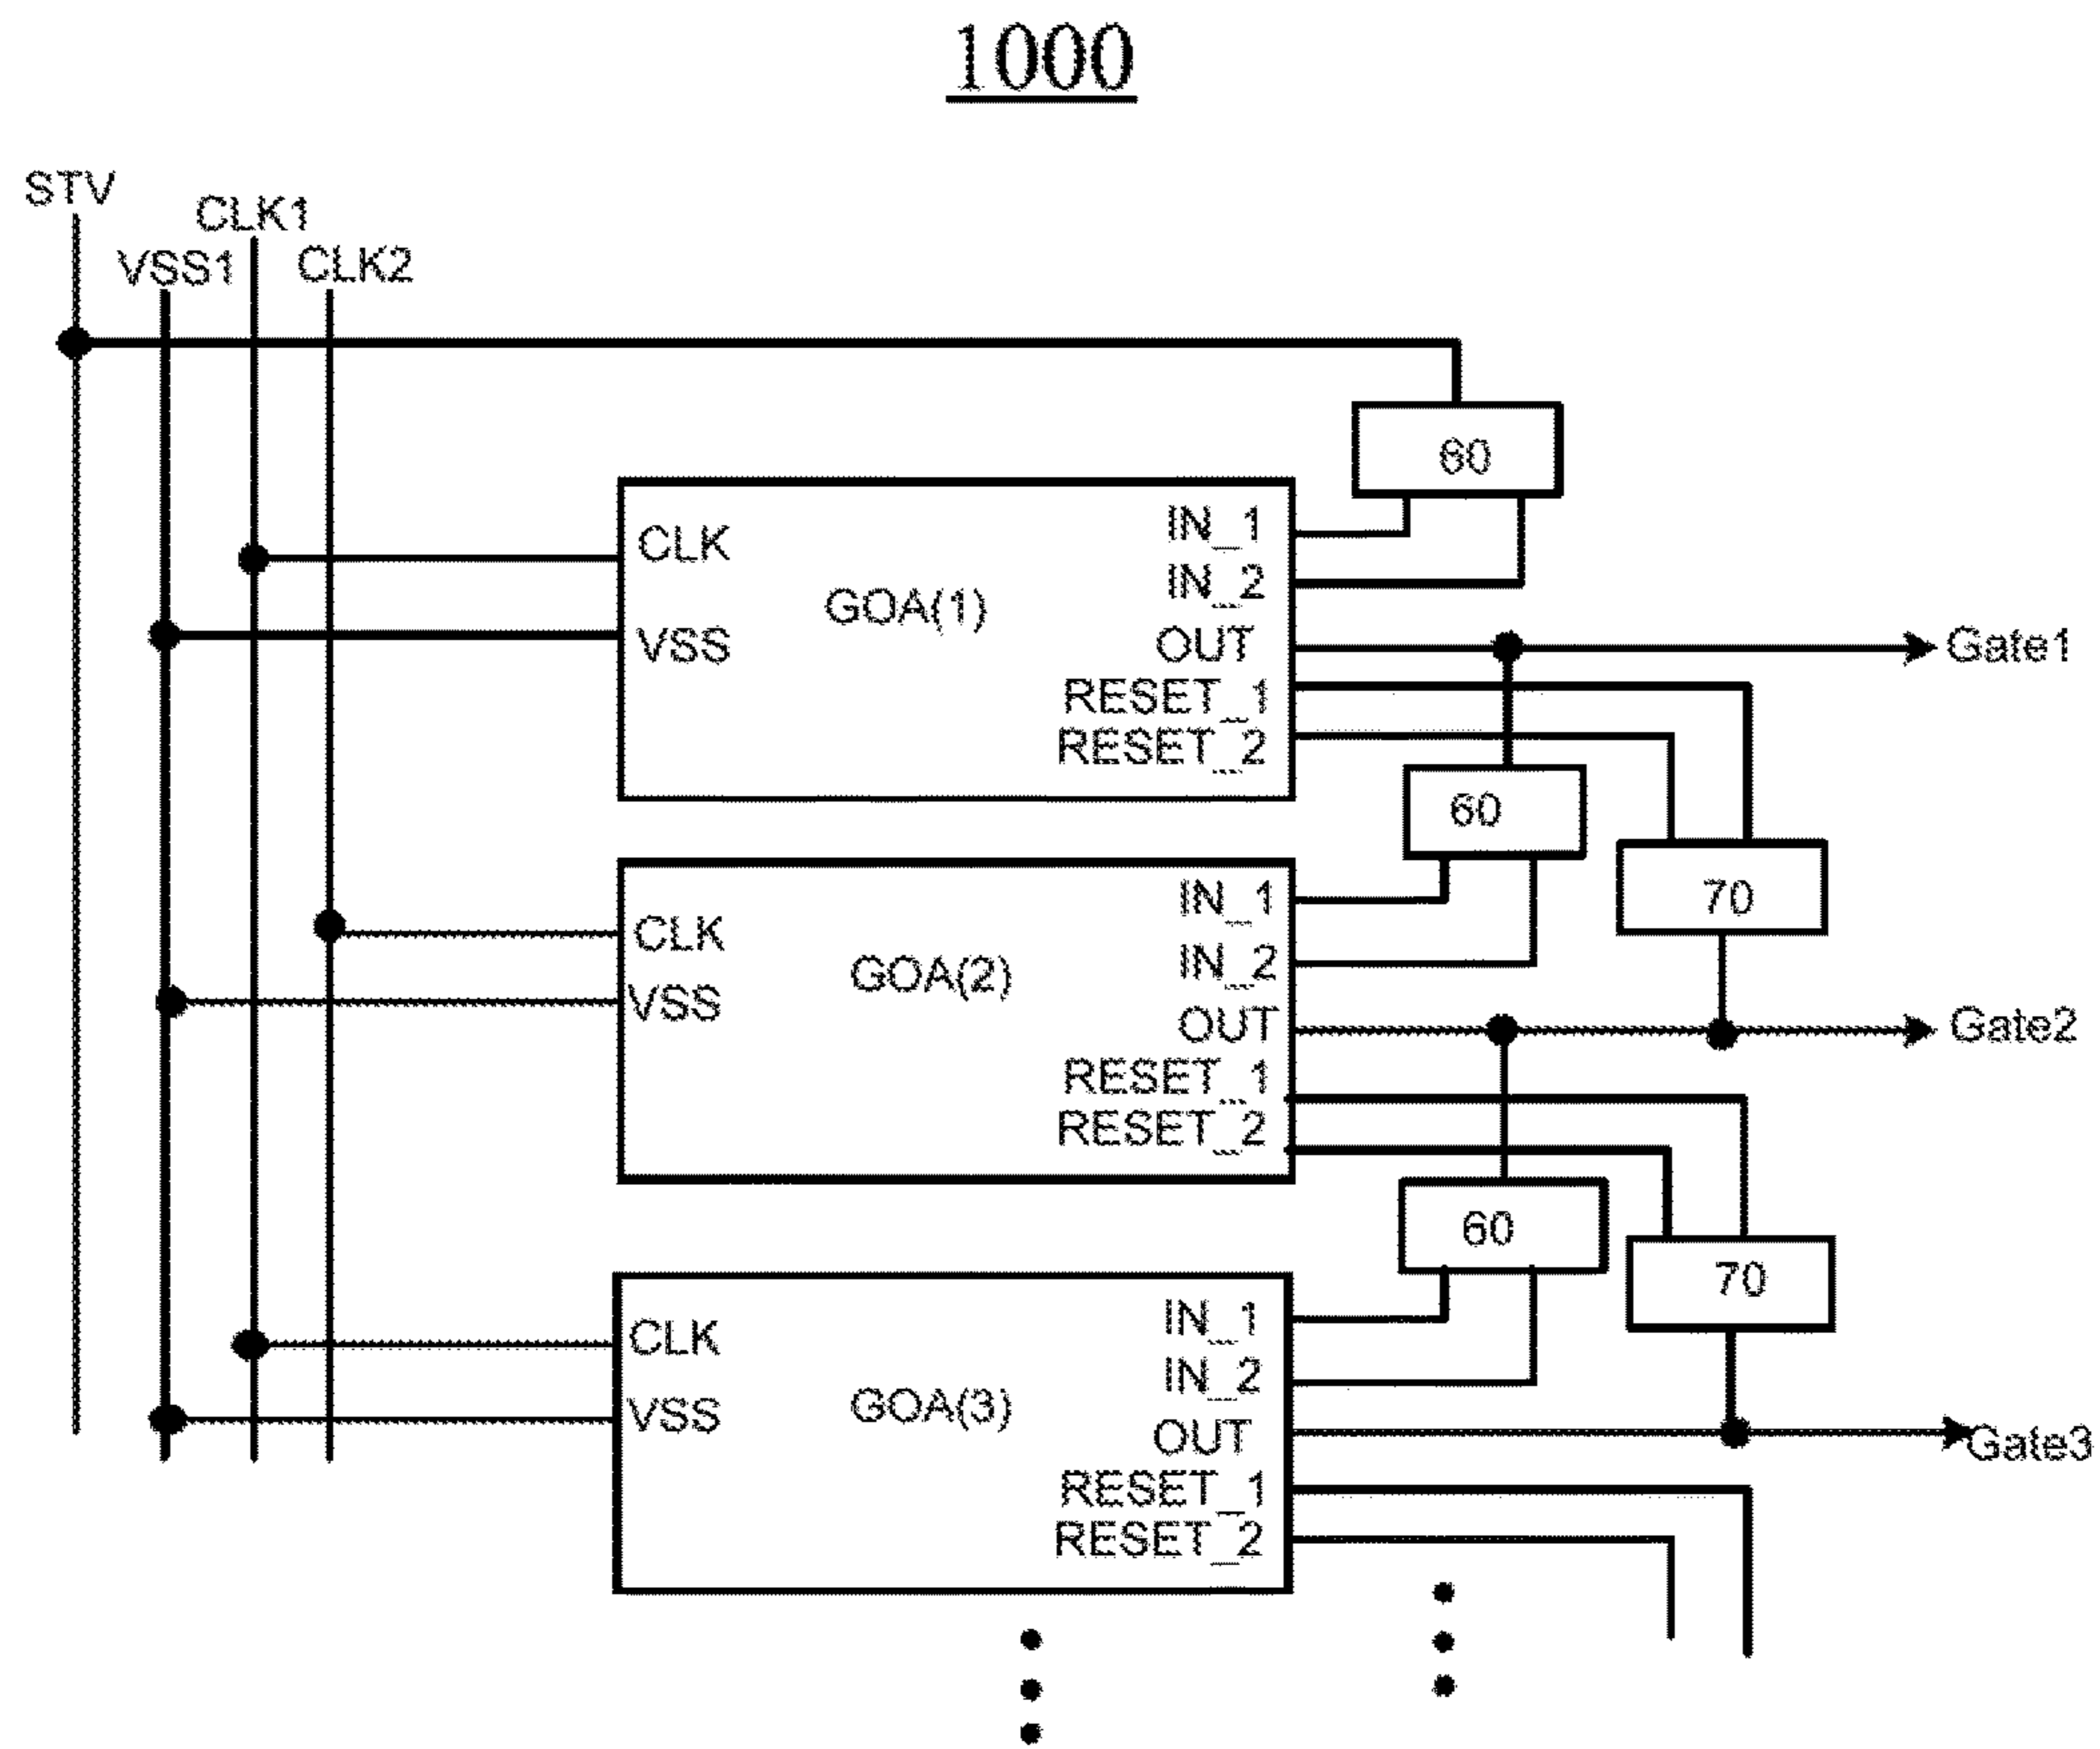 1000
STV
CLK1
VSS1
CLK2
60
CLK
VSS
GOA(1)
IN_1
IN_2
OUT
RESET_1
RESET_2
Gate1
60
70
CLK
VSS
GOA(2)
IN_1
IN_2
OUT
RESET_1
RESET_2
Gate2
60
70
CLK
VSS
GOA(3)
IN_1
IN_2
OUT
RESET_1
RESET_2
Gate3